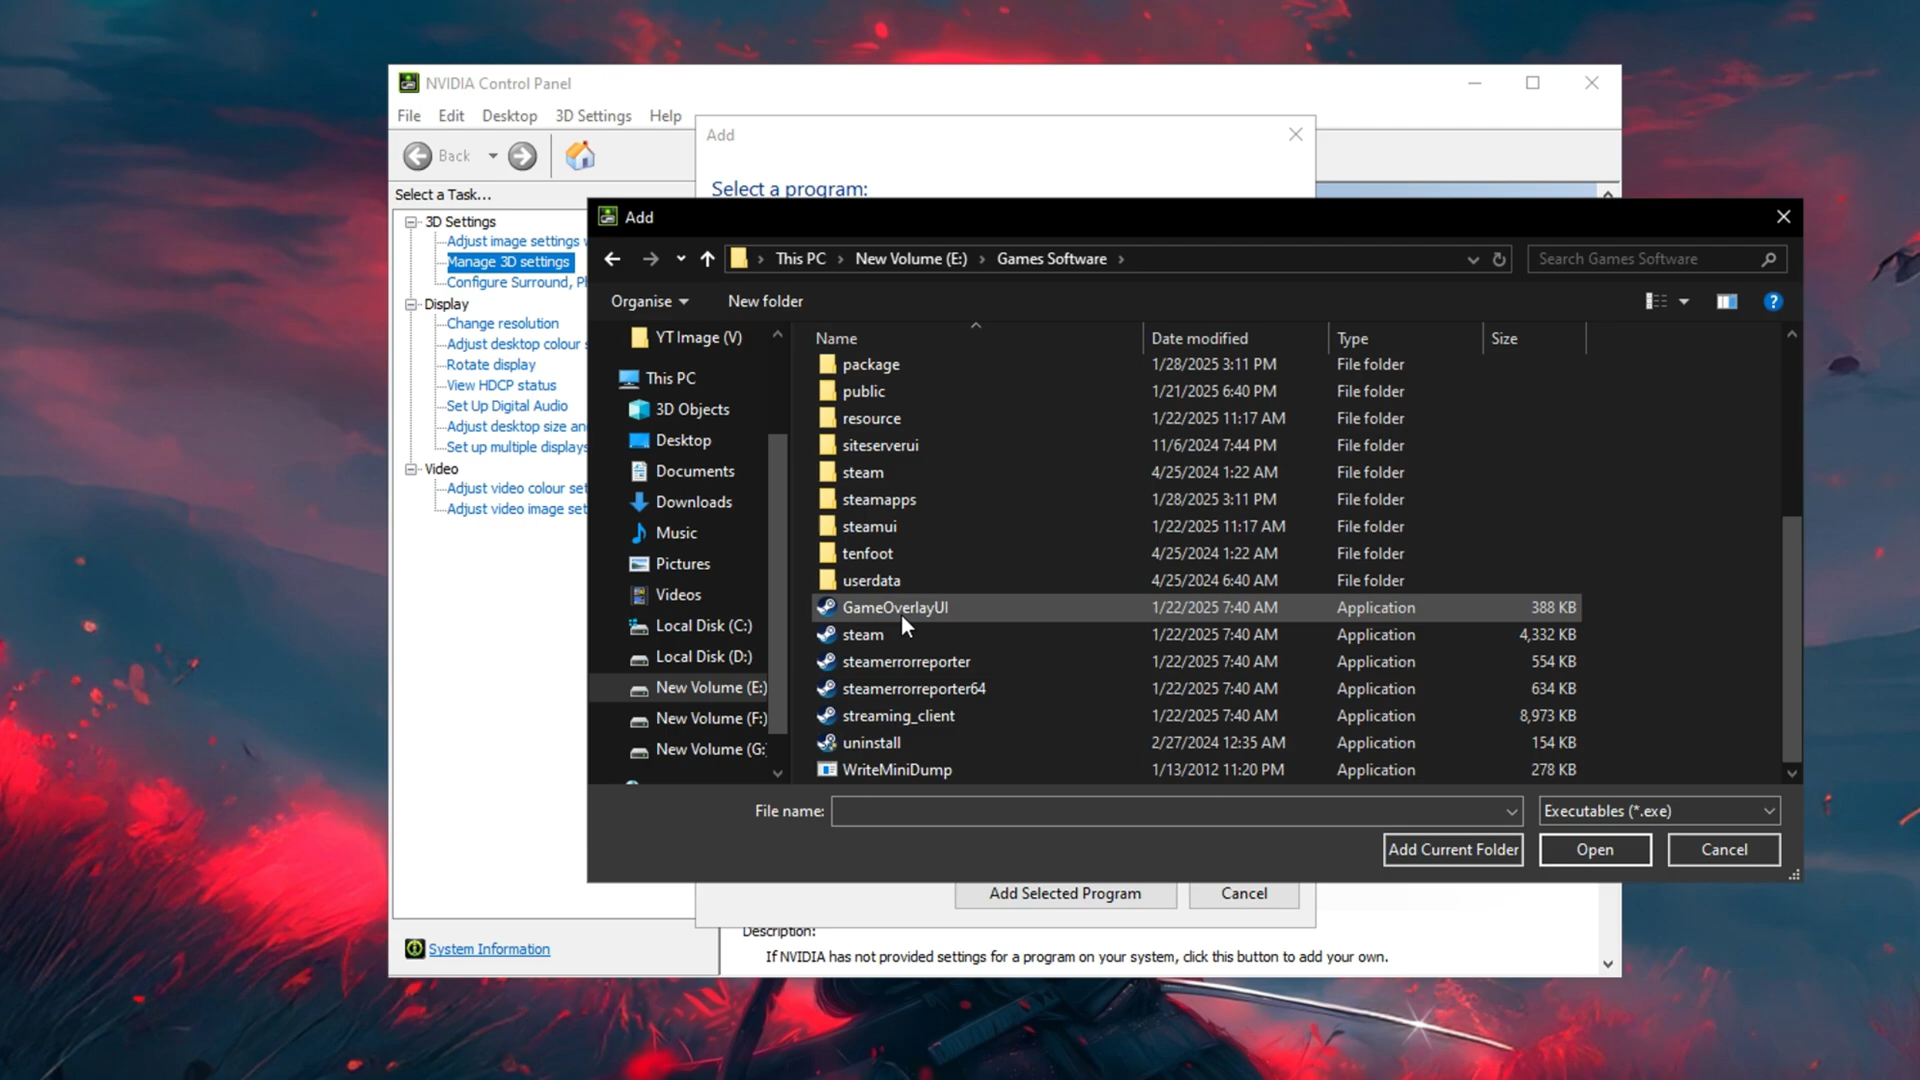 NVIDIA Control Panel
File Edit Desktop 3D Settings Help
Back
Add
Select a program:
Select a Task...
3D Settings
Adjust image settings
Manage 3D settings
Configure Surround,
Display
Change resolution
Adjust desktop colour
Rotate display
View HDCP status
Set Up Digital Audio
Adjust desktop size
Set up multiple displays
Video
Adjust video colour
Adjust video image
System Information
Add
This PC New Volume (E:) Games Software
Search Games Software
Organise New folder
YT Image (V)
This PC
3D Objects
Desktop
Documents
Downloads
Music
Pictures
Videos
Local Disk (C:)
Local Disk (D:)
New Volume (E:)
New Volume (F:)
New Volume (G:
Name Date modified Type Size
package 1/28/2025 3:11 PM File folder
public 1/21/2025 6:40 PM File folder
resource 1/22/2025 11:17 AM File folder
siteserverui 11/6/2024 7:44 PM File folder
steam 4/25/2024 1:22 AM File folder
steamapps 1/28/2025 3:11 PM File folder
steamui 1/22/2025 11:17 AM File folder
tenfoot 4/25/2024 1:22 AM File folder
userdata 4/25/2024 6:40 AM File folder
GameOverlayUI 1/22/2025 7:40 AM Application 388 KB
steam 1/22/2025 7:40 AM Application 4,332 KB
steamerrorreporter 1/22/2025 7:40 AM Application 554 KB
steamerrorreporter64 1/22/2025 7:40 AM Application 634 KB
streaming_client 1/22/2025 7:40 AM Application 8,973 KB
uninstall 2/27/2024 12:35 AM Application 154 KB
WriteMiniDump 1/13/2012 11:20 PM Application 278 KB
File name: Executables (*.exe)
Add Current Folder Open Cancel
Add Selected Program Cancel
Description:
If NVIDIA has not provided settings for a program on your system, click this button to add your own.